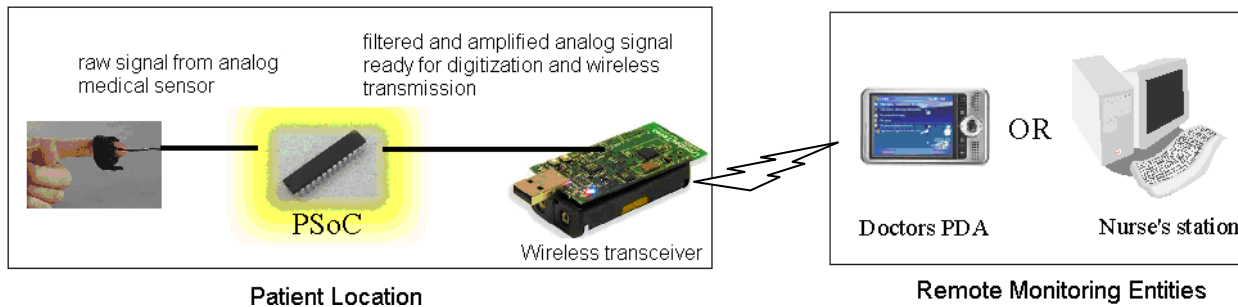 raw signal from analog
medical sensor
filtered and amplified analog signal
ready for digitization and wireless
transmission
PSoC
Wireless transceiver
OR
Doctors PDA
Nurse's station
Patient Location
Remote Monitoring Entities